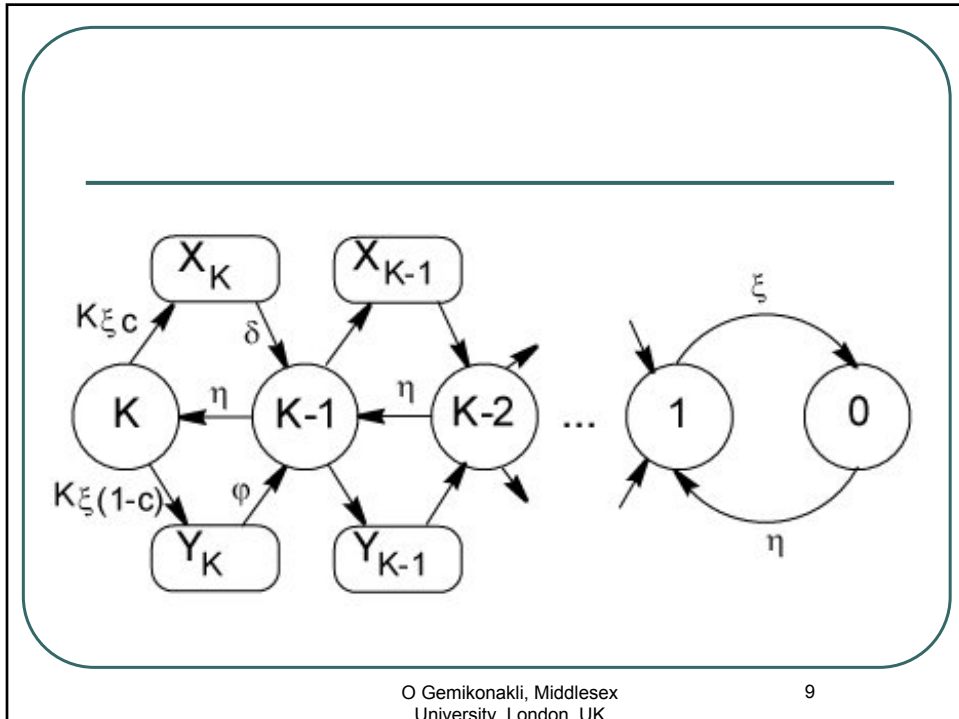 X_K X_{K-1}
Kξc δ ξ
K η K-1 η K-2 ... 1 0
Kξ(1-c) φ η
Y_K Y_{K-1}
O Gemikonakli, Middlesex
University, London, UK
9